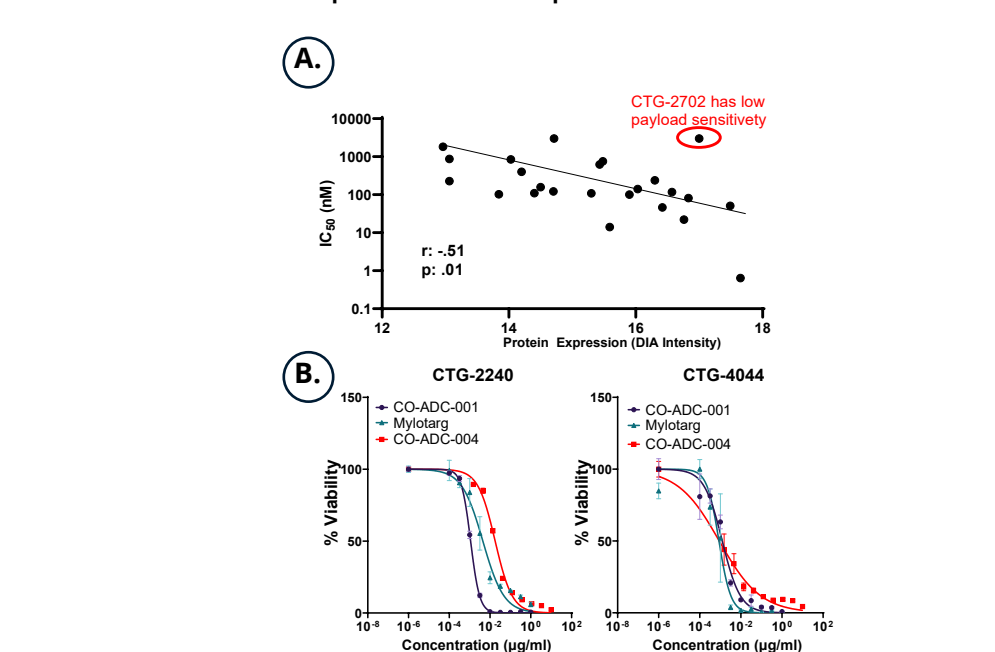 A.
CTG-2702 has low
payload sensitivety
10000
1000
100
10
1
0.1
IC50 (nM)
r: -.51
p: .01
12 14 16 18
Protein Expression (DIA Intensity)
B.
CTG-2240
150
100
50
0
% Viability
CO-ADC-001
Mylotarg
CO-ADC-004
10-8 10-6 10-4 10-2 100 102
Concentration (µg/ml)
CTG-4044
150
100
50
0
% Viability
CO-ADC-001
Mylotarg
CO-ADC-004
10-8 10-6 10-4 10-2 100 102
Concentration (µg/ml)